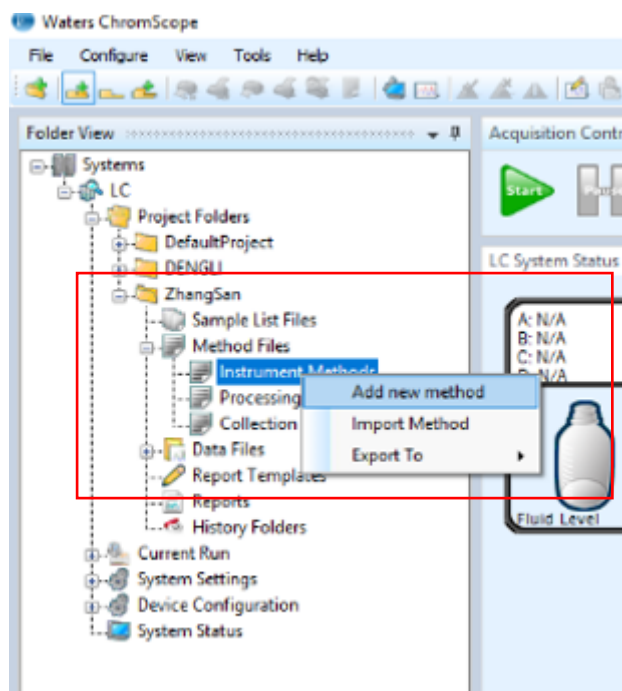 Waters ChromScope
File Configure View Tools Help
Folder View
Acquisition Contr
Start
Pause
Systems
LC
Project Folders
DefaultProject
DENGLI
ZhangSan
Sample List Files
Method Files
Instrument Methods
Processing
Collection
Add new method
Import Method
Export To
Data Files
Report Templates
Reports
History Folders
Current Run
System Settings
Device Configuration
System Status
LC System Status
A: N/A
B: N/A
C: N/A
D: N/A
Fluid Level